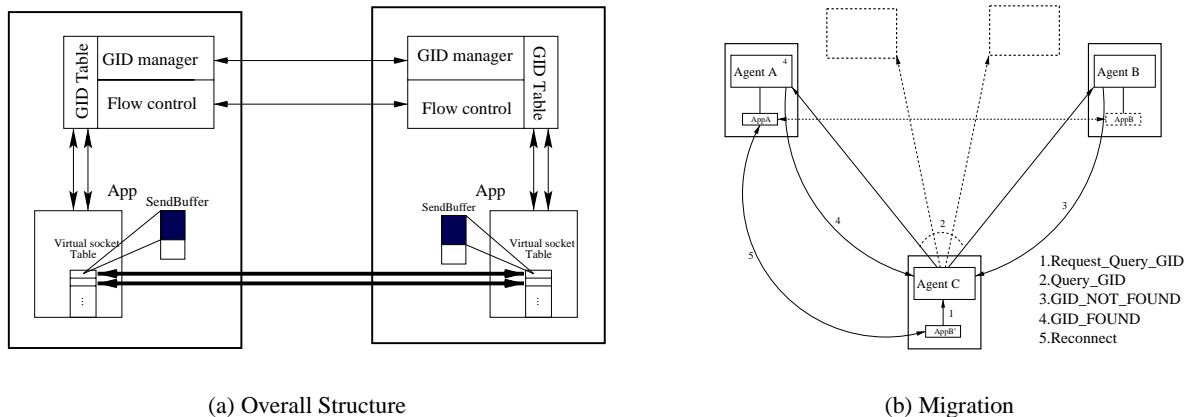 GID Table
GID manager
Flow control
App
SendBuffer
Virtual socket
Table
...
GID manager
Flow control
GID Table
App
SendBuffer
Virtual socket
Table
...
(a) Overall Structure
Agent A
4
AppA
Agent B
AppB
4
3
2
5
Agent C
1
AppB'
1.Request_Query_GID
2.Query_GID
3.GID_NOT_FOUND
4.GID_FOUND
5.Reconnect
(b) Migration